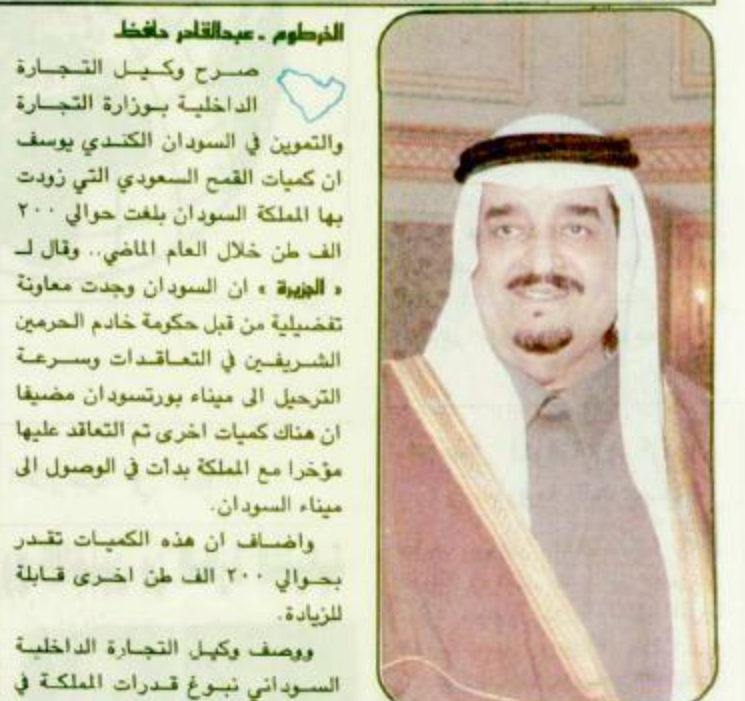 الخرطوم ـ عبدالقادر حافظ
صرح وكيل التجارة
الداخلية بوزارة التجارة
والتموين في السودان الكندي يوسف
ان كميات القمح السعودي التي زودت
بها المملكة السودان بلغت حوالي ٢٠٠
الف طن خلال العام الماضي.. وقال لـ
« الجزيرة » ان السودان وجدت معاونة
تفضيلية من قبل حكومة خادم الحرمين
الشريفين في التعاقدات وسرعة
الترحيل الى ميناء بورتسودان مضيفا
ان هناك كميات اخرى تم التعاقد عليها
مؤخرا مع المملكة بدأت في الوصول الى
ميناء السودان.
واضاف ان هذه الكميات تقدر
بحوالي ٢٠٠ الف طن اخرى قابلة
للزيادة.
ووصف وكيل التجارة الداخلية
السوداني نبوغ قدرات المملكة في